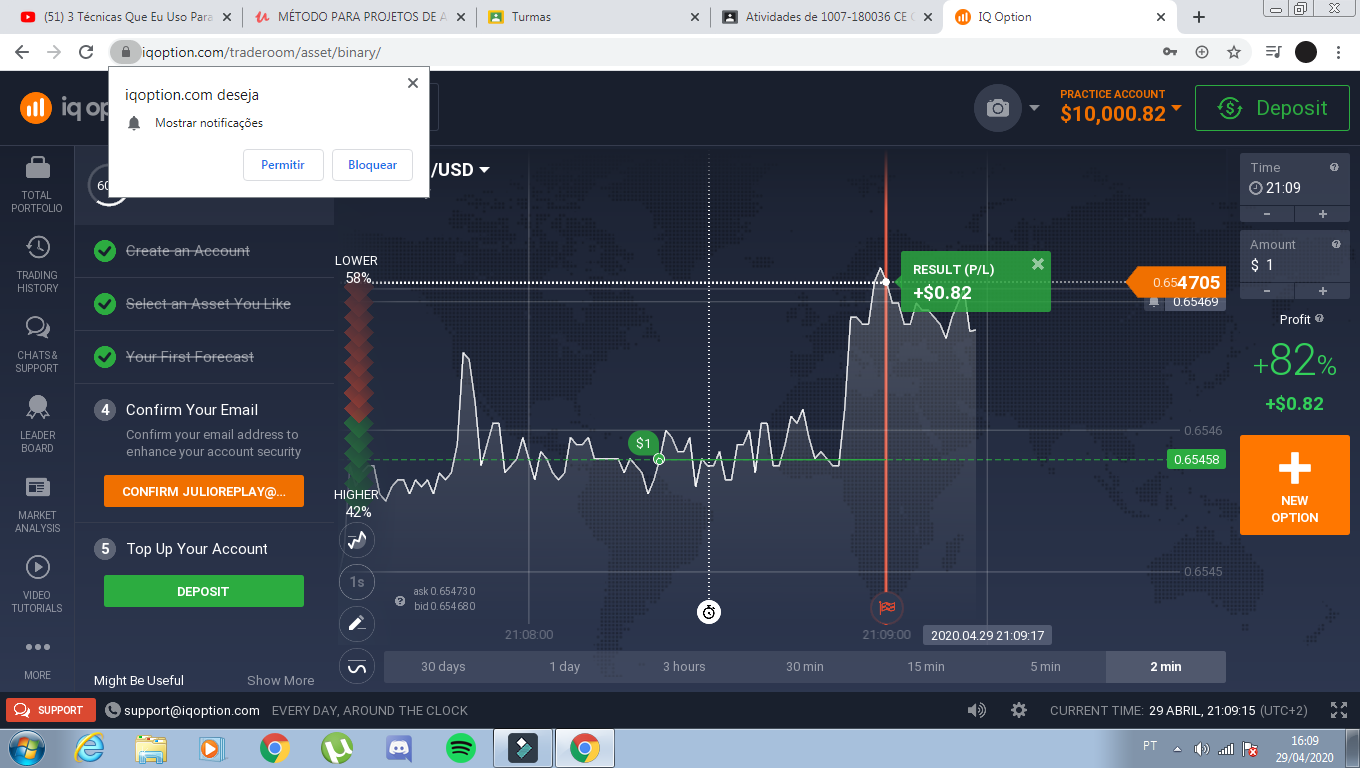 (51) 3 Técnicas Que Eu Uso Para
MÉTODO PARA PROJETOS DE A
Turmas
Atividades de 1007-180036 CE C
IQ Option
iqoption.com/traderoom/asset/binary/
iqoption.com deseja
Mostrar notificações
Permitir
Bloquear
iq op
PRACTICE ACCOUNT
$10,000.82
Deposit
TOTAL
PORTFOLIO
TRADING
HISTORY
CHATS &
SUPPORT
LEADER
BOARD
MARKET
ANALYSIS
VIDEO
TUTORIALS
MORE
60
Create an Account
Select an Asset You Like
Your First Forecast
4 Confirm Your Email
Confirm your email address to
enhance your account security
CONFIRM JULIOREPLAY@...
5 Top Up Your Account
DEPOSIT
Might Be Useful
Show More
/USD
LOWER
58%
HIGHER
42%
1s
$1
RESULT (P/L)
+$0.82
0.654705
0.65469
0.6546
0.65458
0.6545
ask 0.654730
bid 0.654680
21:08:00
21:09:00
2020.04.29 21:09:17
30 days
1 day
3 hours
30 min
15 min
5 min
2 min
Time
21:09
-
+
Amount
$ 1
-
+
Profit
+82%
+$0.82
NEW
OPTION
SUPPORT
support@iqoption.com
EVERY DAY, AROUND THE CLOCK
CURRENT TIME: 29 ABRIL, 21:09:15 (UTC+2)
PT
16:09
29/04/2020